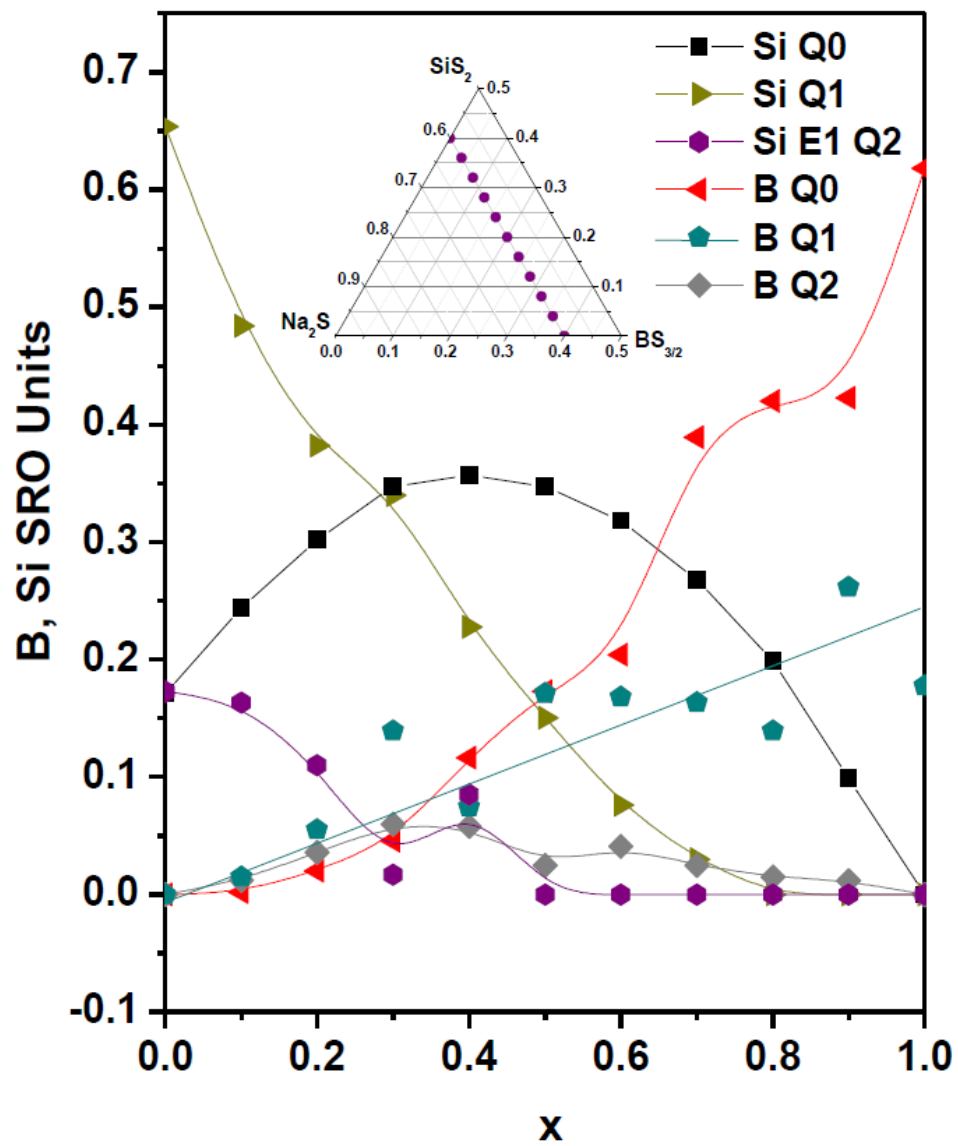 B, Si SRO Units
0.7
0.6
0.5
0.4
0.3
0.2
0.1
0.0
-0.1
0.0 0.2 0.4 0.6 0.8 1.0
x
Si Q0
Si Q1
Si E1 Q2
B Q0
B Q1
B Q2
SiS2
0.5
0.6 0.4
0.7 0.3
0.8 0.2
0.9 0.1
Na2S BS3/2
0.0 0.1 0.2 0.3 0.4 0.5